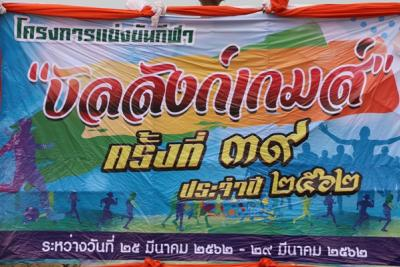 โครงการแข่งขันกีฬา
"ชลสังก์เกมส์"
ครั้งที่ ๓๙
ประจำปี ๒๕๖๒
ระหว่างวันที่ ๒๕ มีนาคม ๒๕๖๒ - ๒๙ มีนาคม ๒๕๖๒